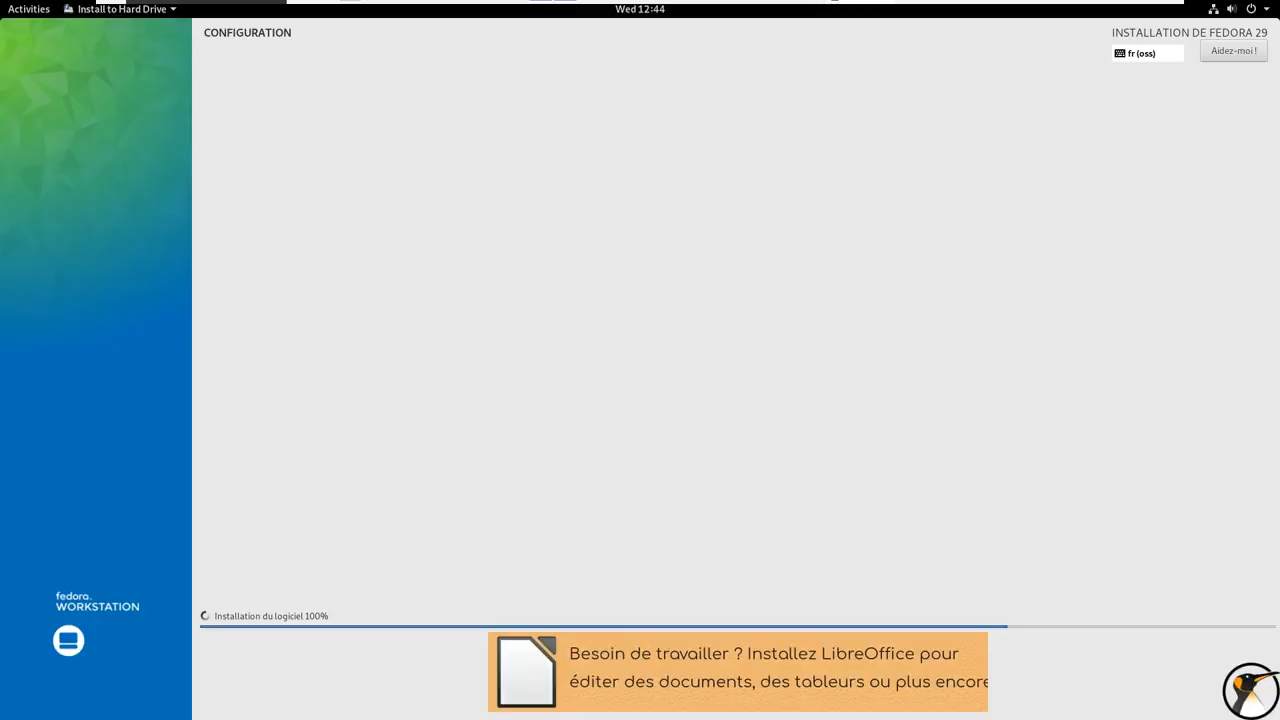 Activities Install to Hard Drive Wed 12:44
CONFIGURATION
INSTALLATION DE FEDORA 29
fr (oss)
Aidez-moi !
fedora.
WORKSTATION
Installation du logiciel 100%
Besoin de travailler ? Installez LibreOffice pour
éditer des documents, des tableurs ou plus encore